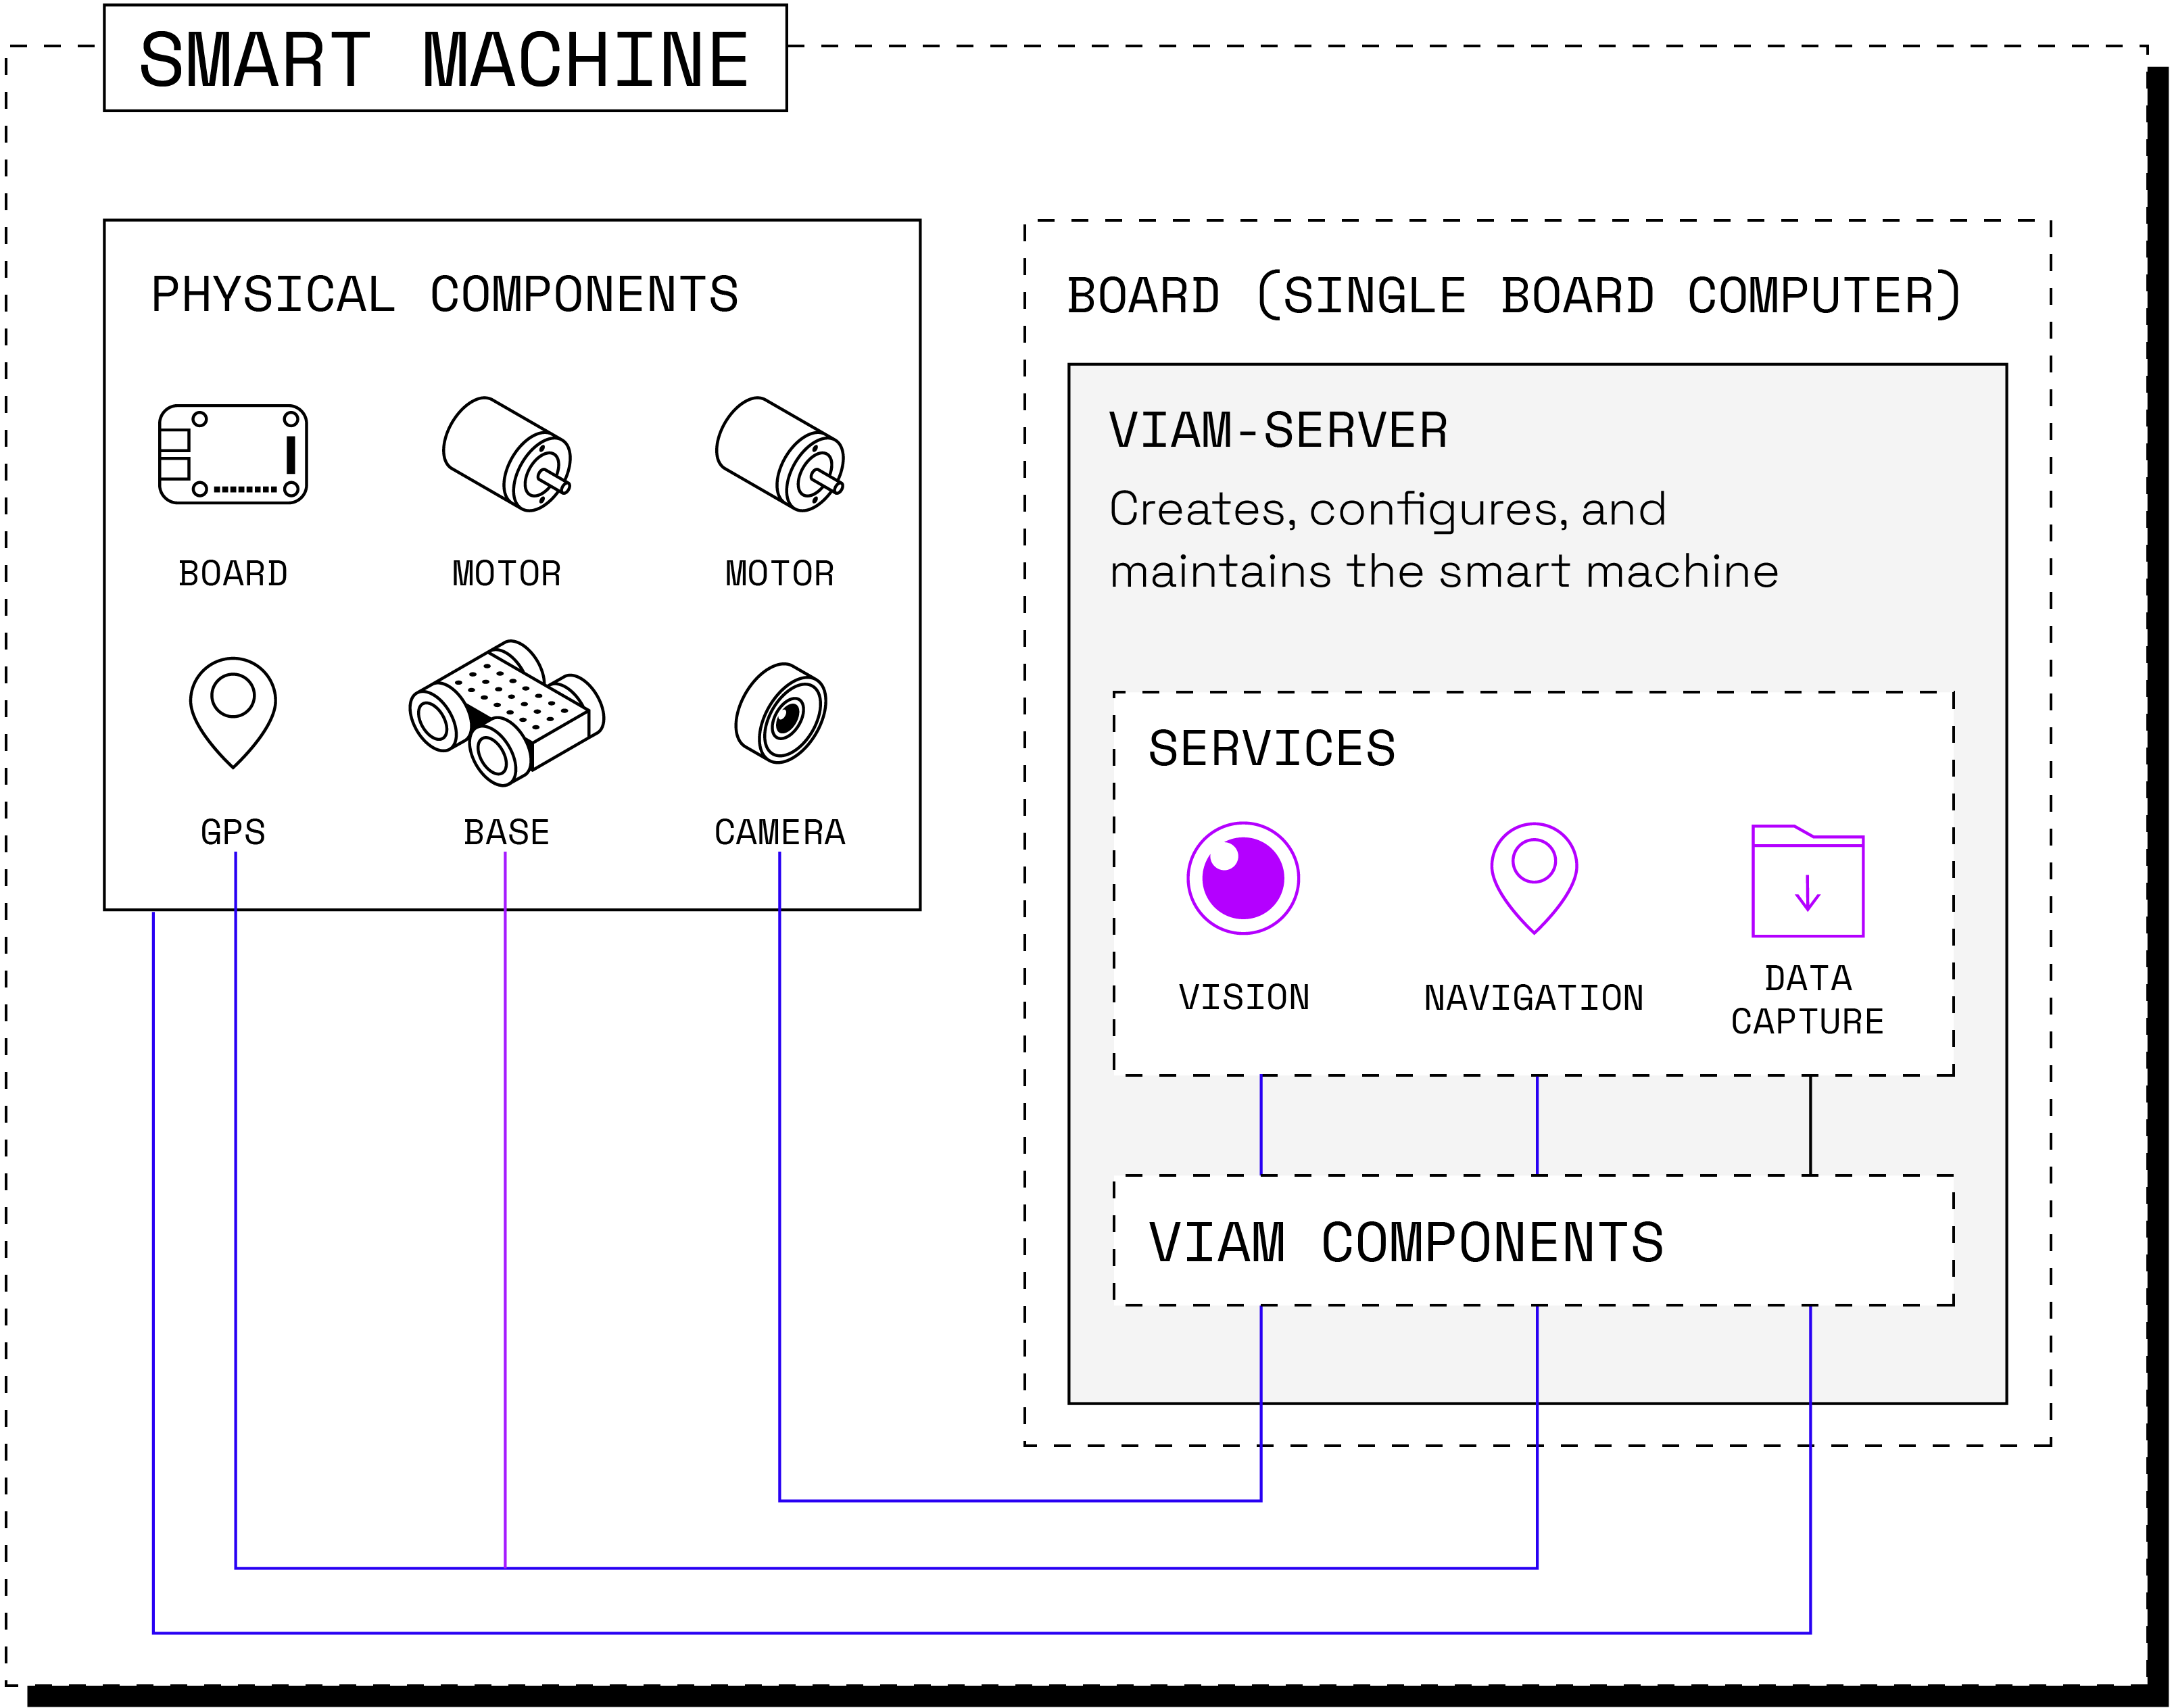 SMART MACHINE
PHYSICAL COMPONENTS
BOARD
MOTOR
MOTOR
GPS
BASE
CAMERA
BOARD (SINGLE BOARD COMPUTER)
VIAM-SERVER
Creates, configures, and
maintains the smart machine
SERVICES
VISION
NAVIGATION
DATA
CAPTURE
VIAM COMPONENTS